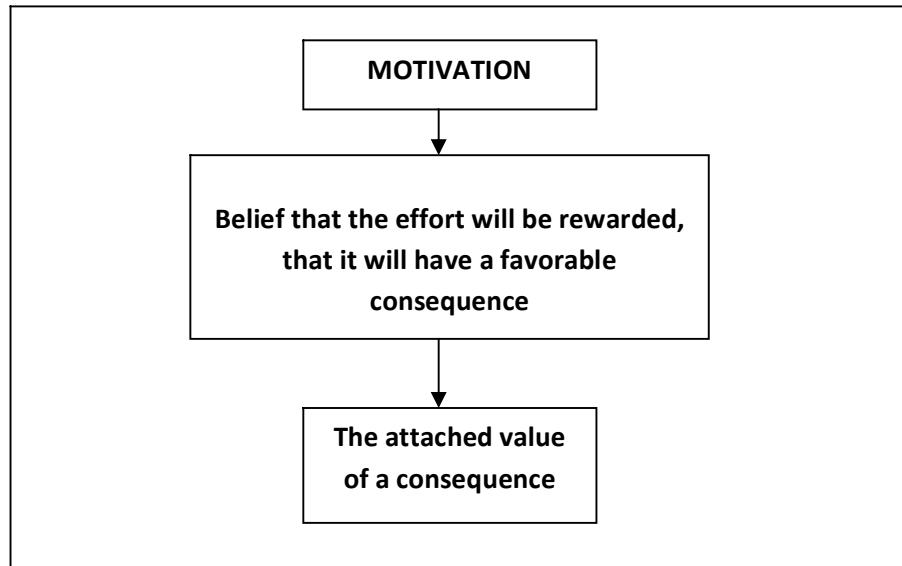 MOTIVATION
Belief that the effort will be rewarded,
that it will have a favorable
consequence
The attached value
of a consequence